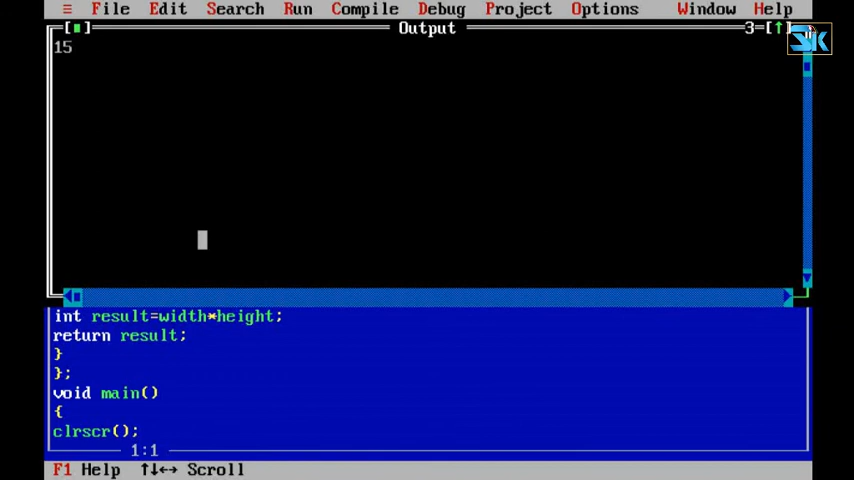 ≡ File Edit Search Run Compile Debug Project Options Window Help
[■] Output 3=[↑]
SK
15
int result=width*height;
return result;
}
};
void main()
{
clrscr();
1:1
F1 Help ↑↓↔ Scroll